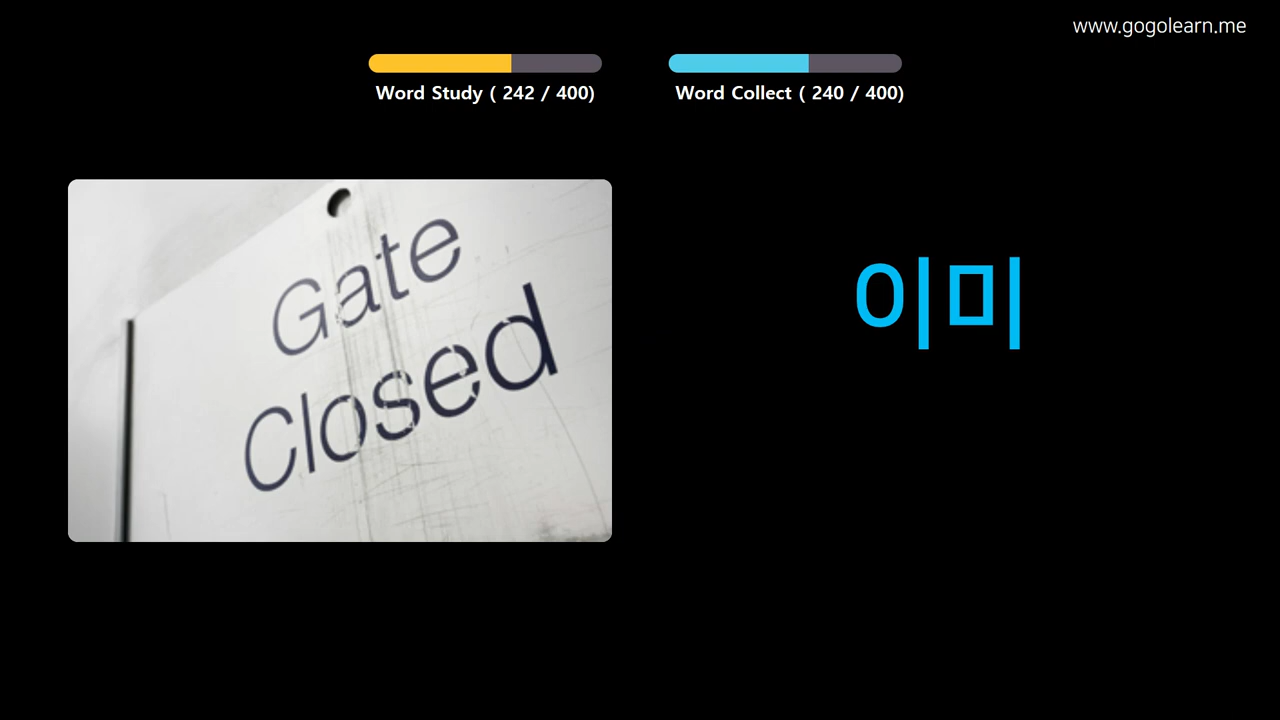 www.gogolearn.me
Word Study ( 242 / 400)
Word Collect ( 240 / 400)
Gate
Closed
이미